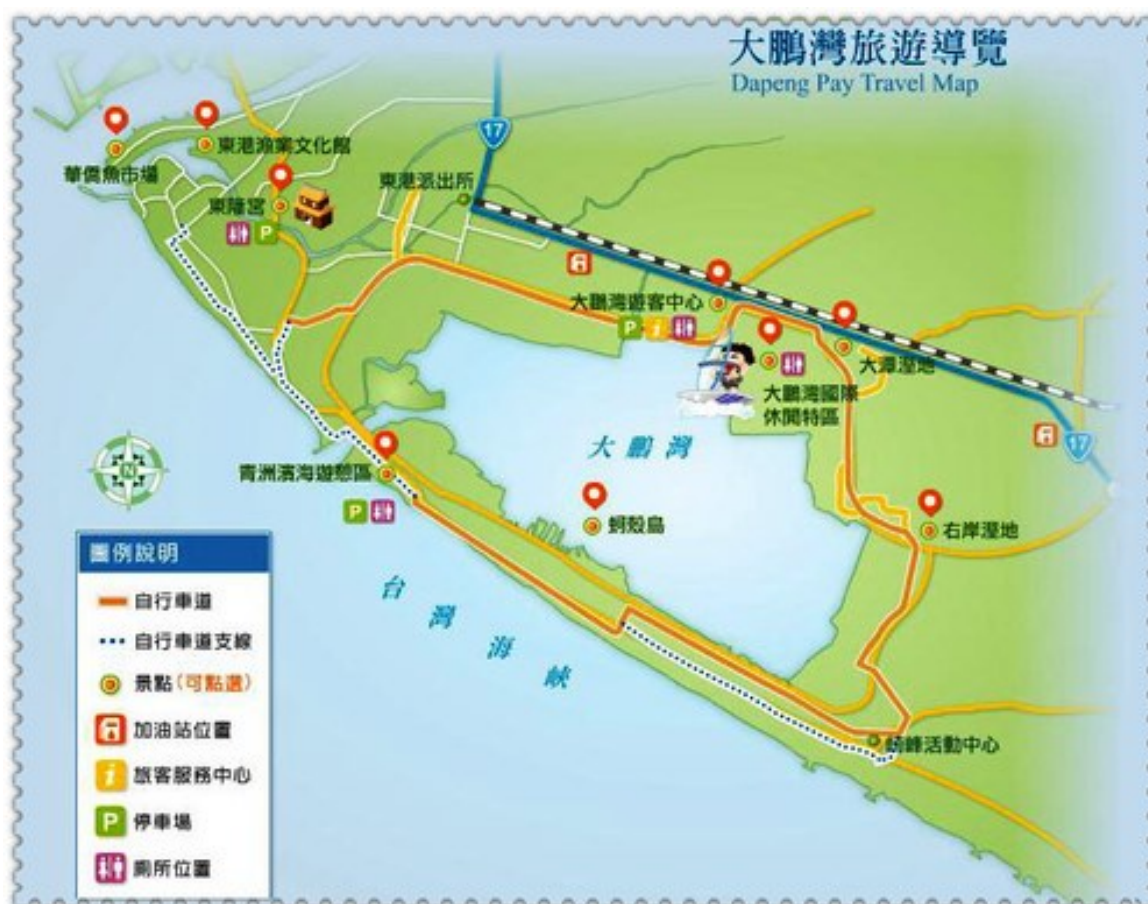 大鵬灣旅遊導覽
Dapeng Pay Travel Map
17
東港漁業文化館
華僑魚市場
東港派出所
東隆宮
P
大鵬灣遊客中心
P
i
大潭溼地
大鵬灣國際
休閒特區
17
大鵬灣
青洲濱海遊憩區
N
P
蚵殼島
右岸溼地
台灣海峽
崎峰活動中心
圖例說明
自行車道
自行車道支線
景點(可點選)
加油站位置
i
旅客服務中心
P
停車場
廁所位置